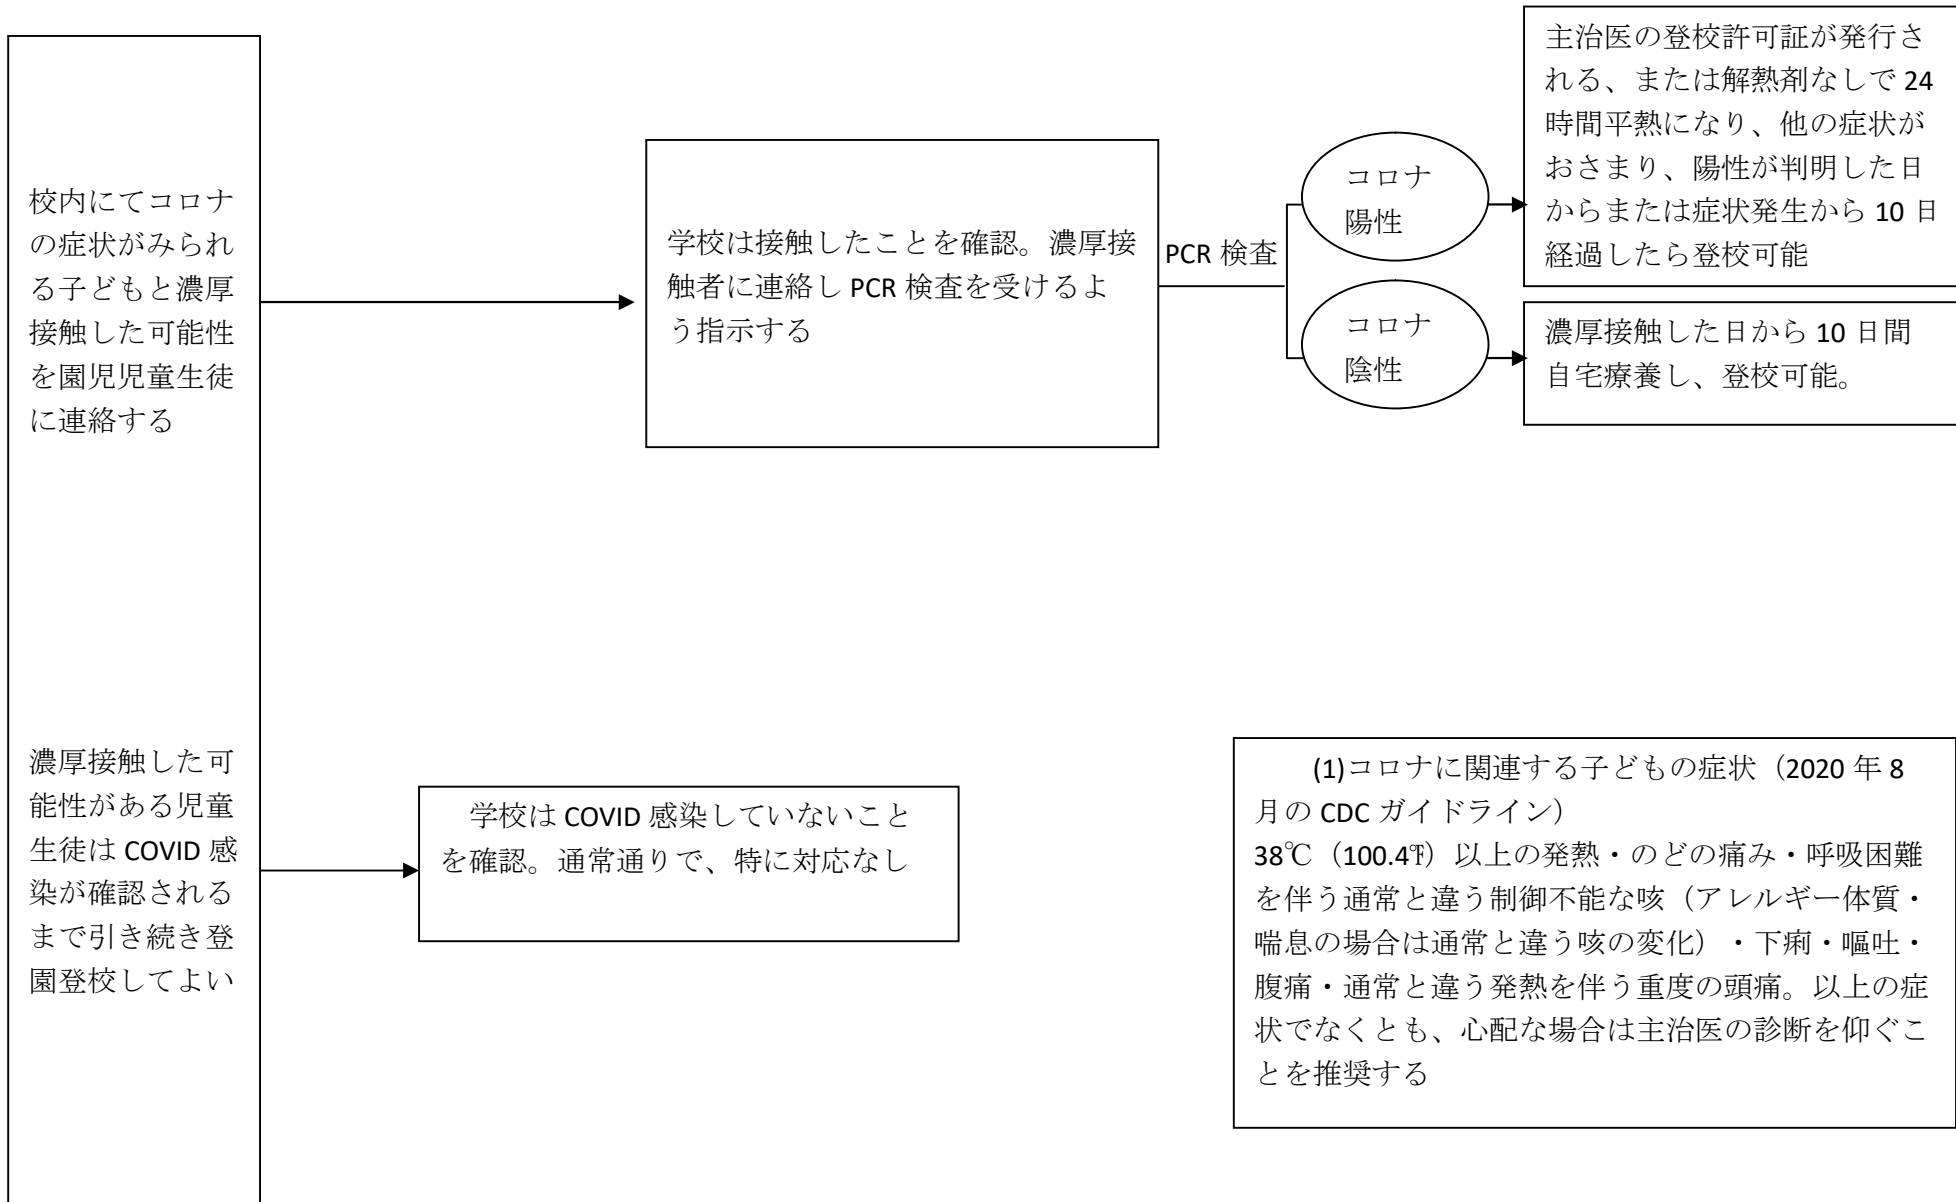 校内にてコロナ
の症状がみられ
る子どもと濃厚
接触した可能性
を園児児童生徒
に連絡する
濃厚接触した可
能性がある児童
生徒は COVID 感
染が確認される
まで引き続き登
園登校してよい
学校は接触したことを確認。濃厚接
触者に連絡し PCR 検査を受けるよ
う指示する
PCR 検査
コロナ
陽性
主治医の登校許可証が発行さ
れる、または解熱剤なしで 24
時間平熱になり、他の症状が
おさまり、陽性が判明した日
からまたは症状発生から 10 日
経過したら登校可能
コロナ
陰性
濃厚接触した日から 10 日間
自宅療養し、登校可能。
学校は COVID 感染していないこと
を確認。通常通りで、特に対応なし
(1)コロナに関連する子どもの症状（2020 年 8
月の CDC ガイドライン）
38℃（100.4℉）以上の発熱・のどの痛み・呼吸困難
を伴う通常と違う制御不能な咳（アレルギー体質・
喘息の場合は通常と違う咳の変化）・下痢・嘔吐・
腹痛・通常と違う発熱を伴う重度の頭痛。以上の症
状でなくとも、心配な場合は主治医の診断を仰ぐこ
とを推奨する